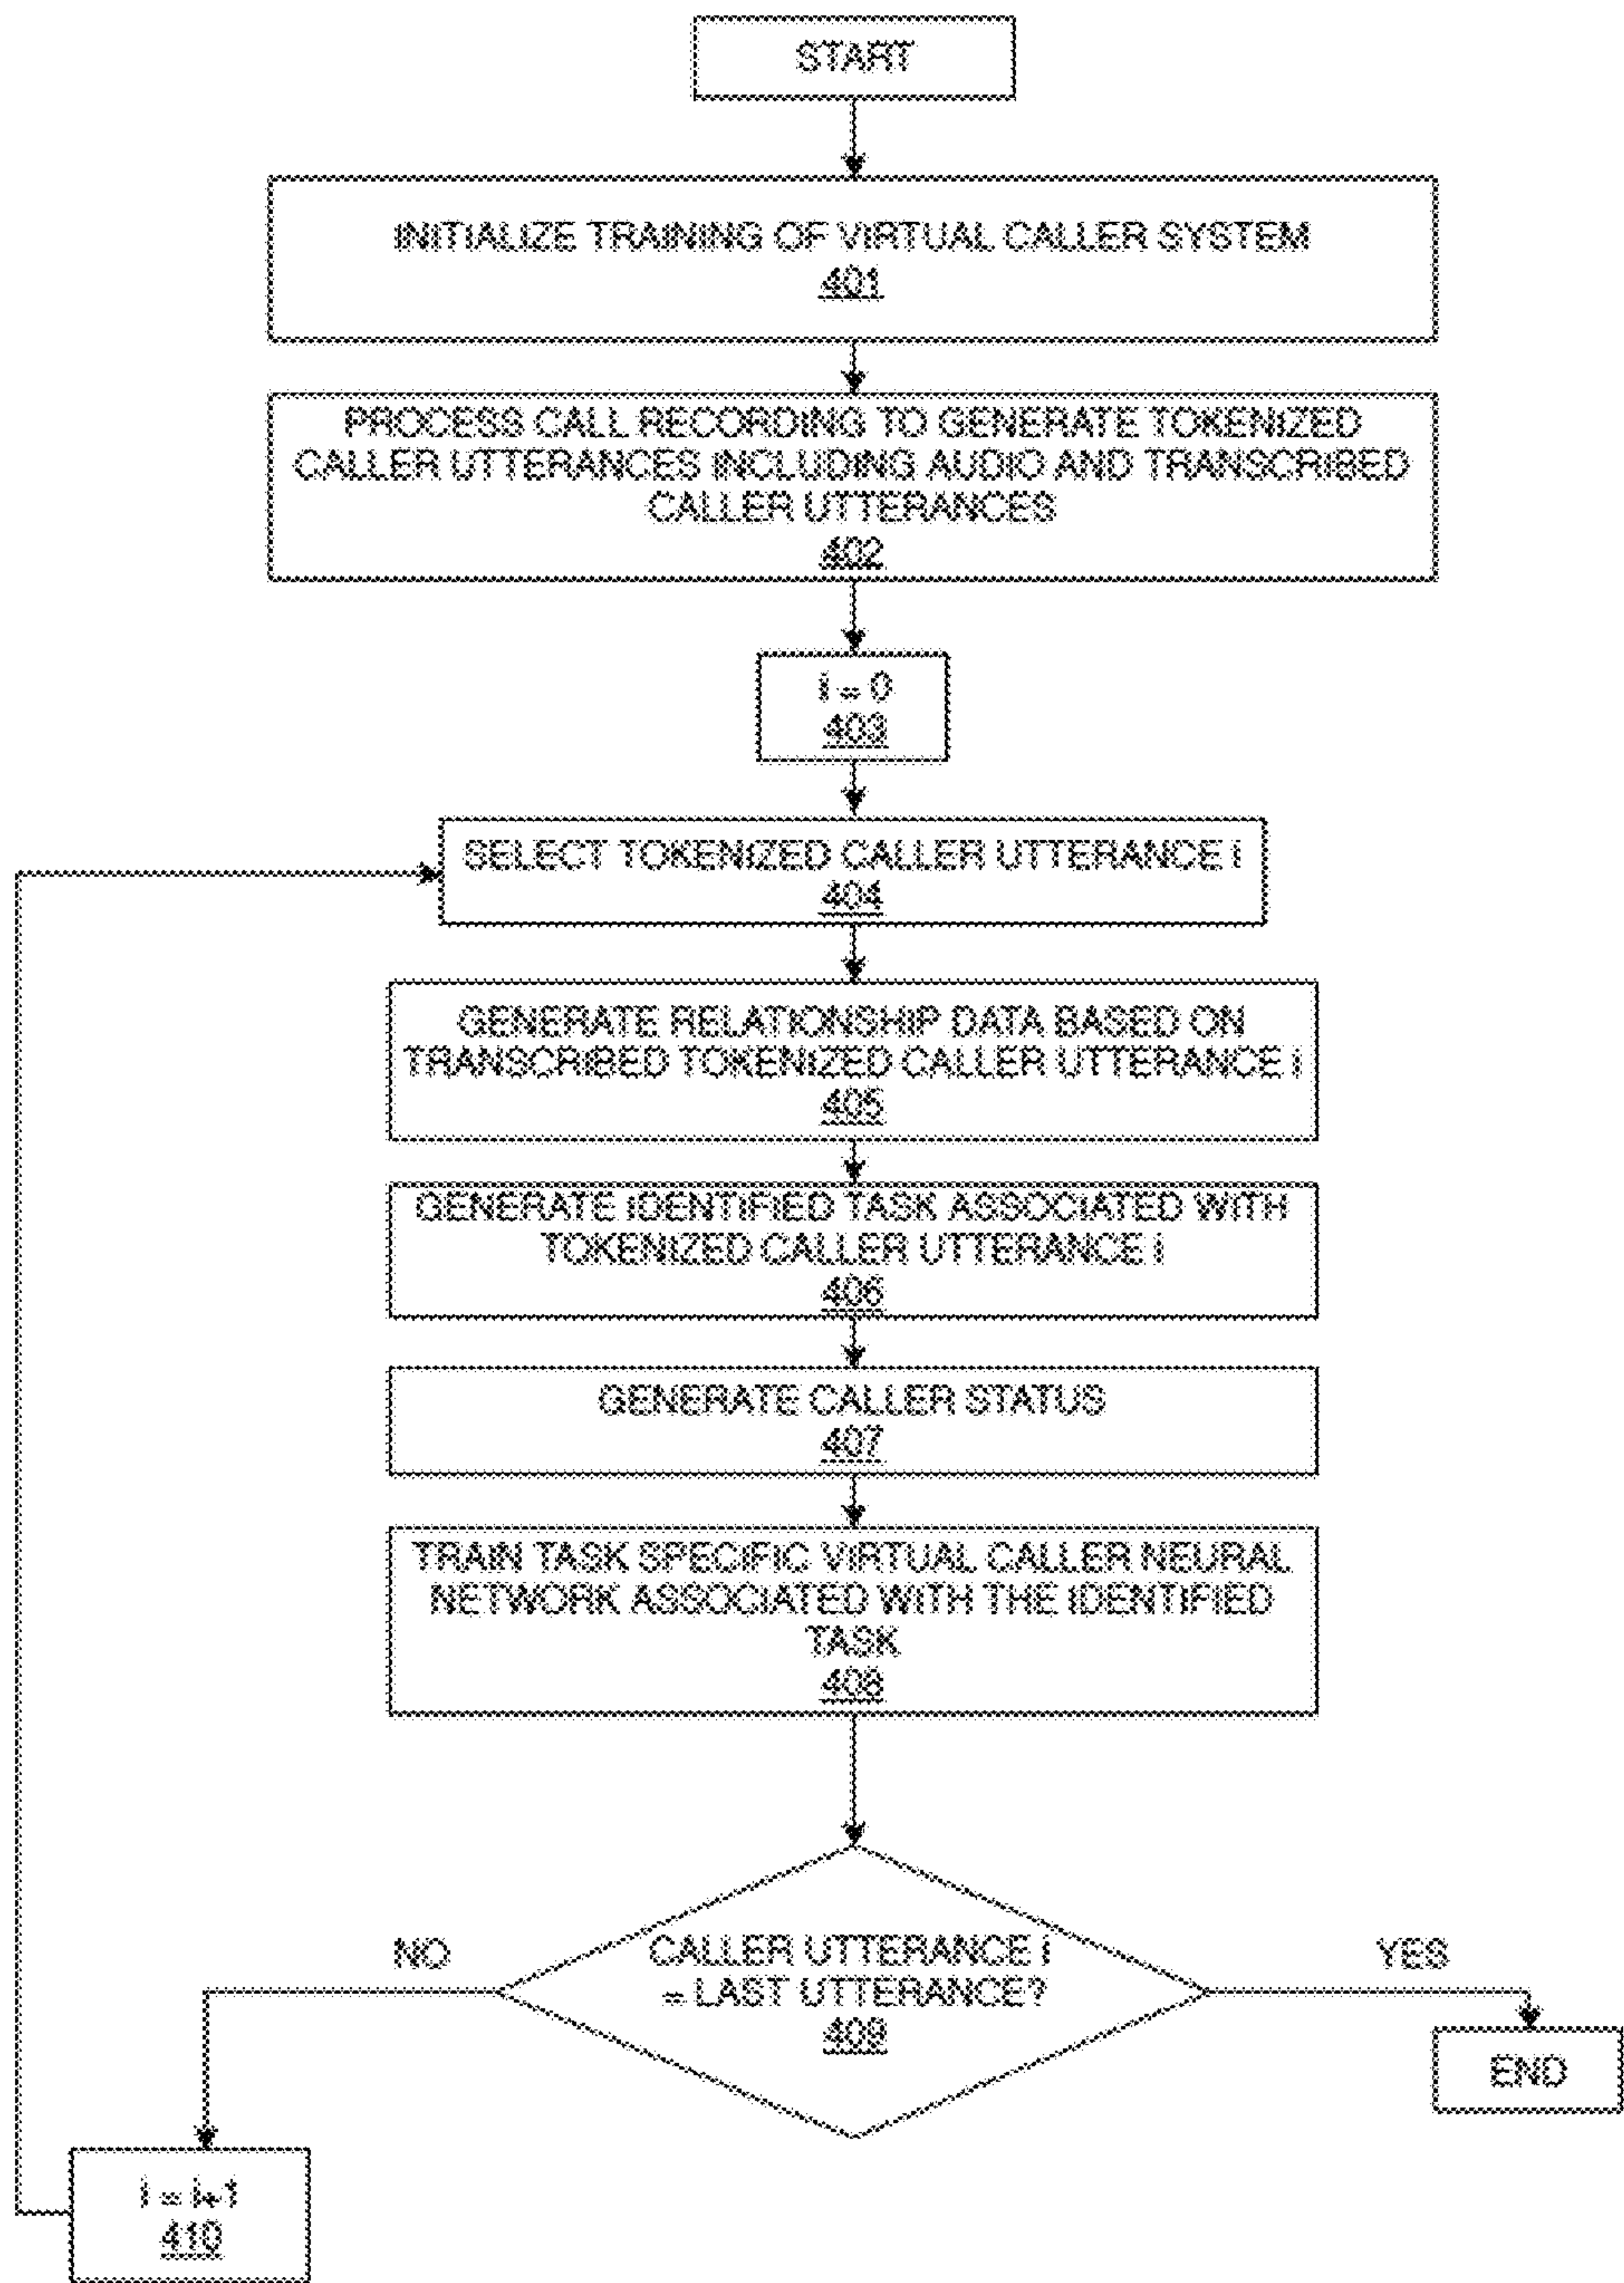 START
INITIALIZE TRAINING OF VIRTUAL CALLER SYSTEM
401
PROCESS CALL RECORDING TO GENERATE TOKENIZED
CALLER UTTERANCES INCLUDING AUDIO AND TRANSCRIBED
CALLER UTTERANCES
402
i = 0
403
SELECT TOKENIZED CALLER UTTERANCE i
404
GENERATE RELATIONSHIP DATA BASED ON
TRANSCRIBED TOKENIZED CALLER UTTERANCE i
405
GENERATE IDENTIFIED TASK ASSOCIATED WITH
TOKENIZED CALLER UTTERANCE i
406
GENERATE CALLER STATUS
407
TRAIN TASK SPECIFIC VIRTUAL CALLER NEURAL
NETWORK ASSOCIATED WITH THE IDENTIFIED
TASK
408
CALLER UTTERANCE i
= LAST UTTERANCE?
409
NO
YES
END
i = i+1
410